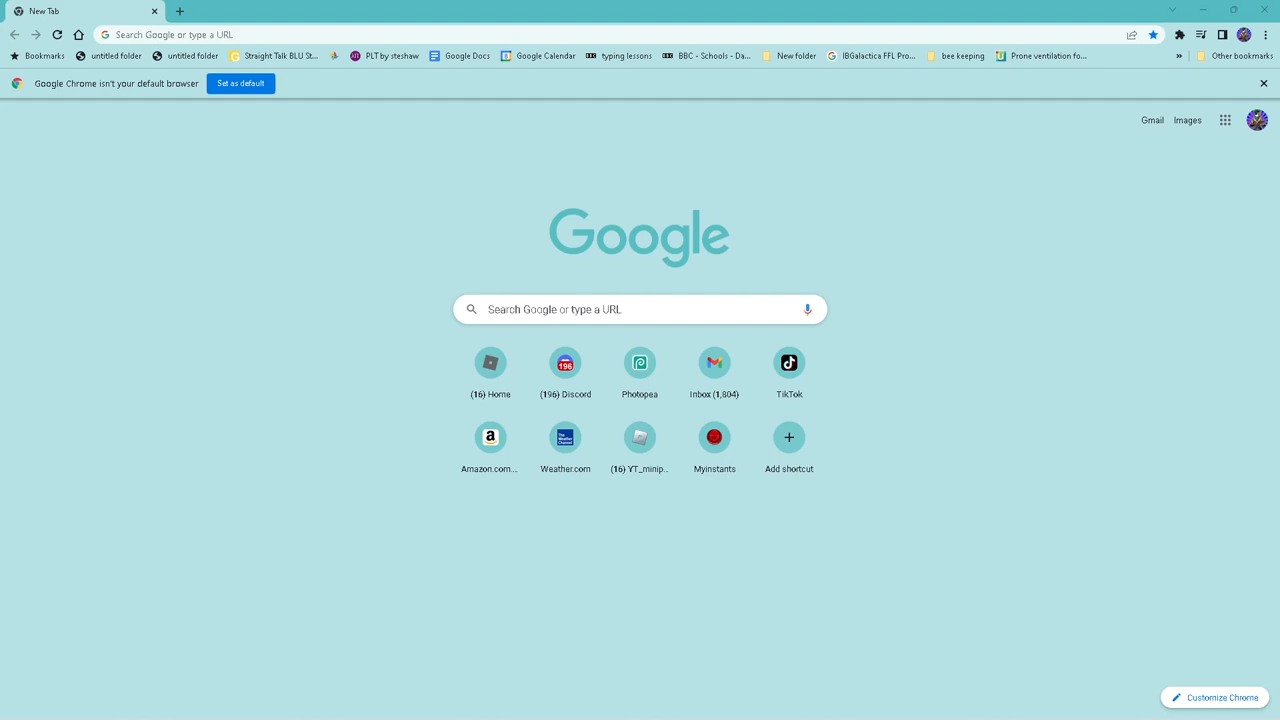 New Tab
Search Google or type a URL
Bookmarks untitled folder untitled folder Straight Talk BLU St... PLT by steshaw Google Docs Google Calendar typing lessons BBC - Schools - Da... New folder IBGalactica FFL Pro... bee keeping Prone ventilation fo... » Other bookmarks
Google Chrome isn't your default browser Set as default
Gmail Images
Google
Search Google or type a URL
196
(16) Home (196) Discord Photopea Inbox (1,804) TikTok
The Weather Channel
Amazon.com.... Weather.com (16) YT_minip... Myinstants Add shortcut
Customize Chrome